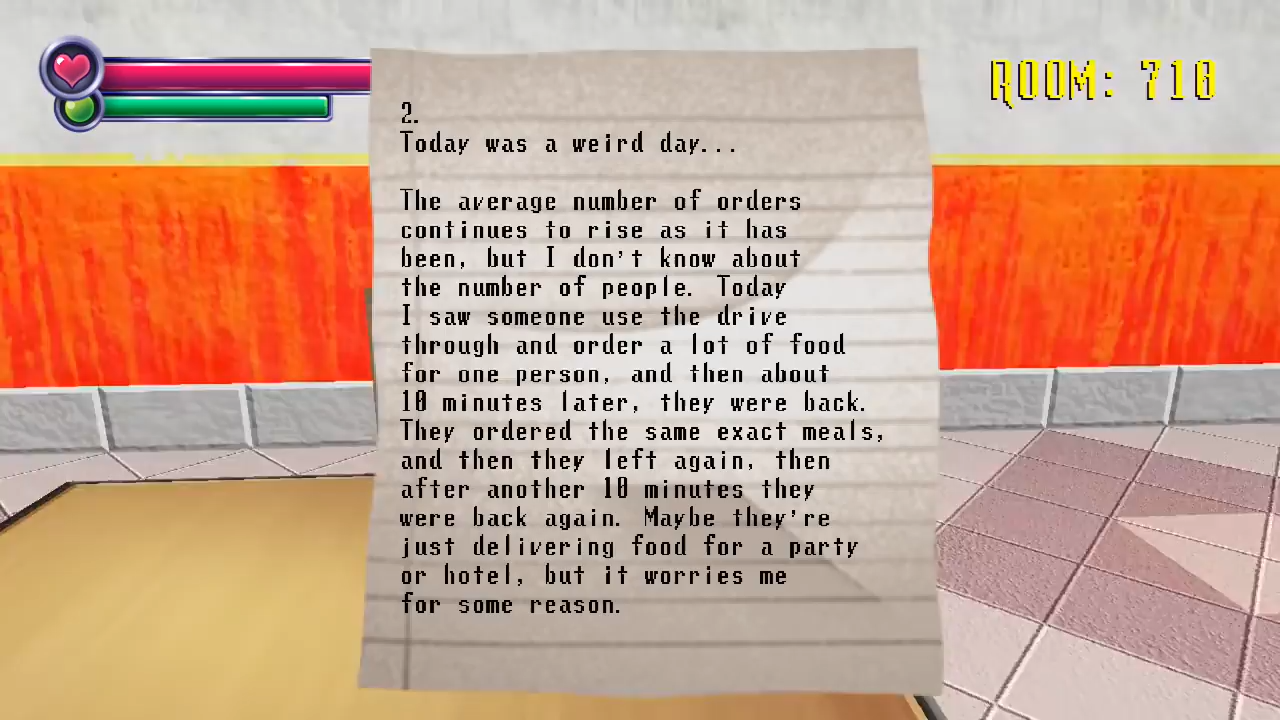 ROOM: 710
2.
Today was a weird day...
The average number of orders
continues to rise as it has
been, but I don't know about
the number of people. Today
I saw someone use the drive
through and order a lot of food
for one person, and then about
10 minutes later, they were back.
They ordered the same exact meals,
and then they left again, then
after another 10 minutes they
were back again. Maybe they're
just delivering food for a party
or hotel, but it worries me
for some reason.